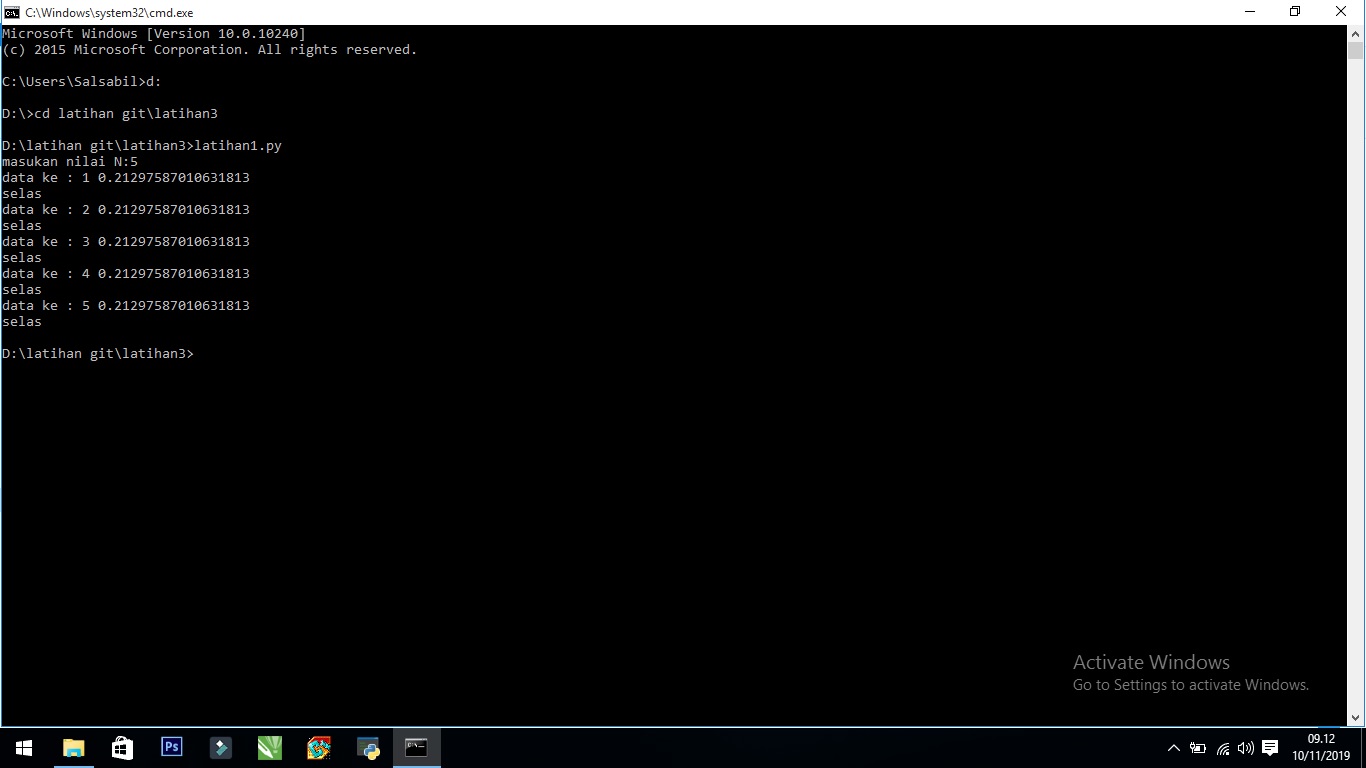 C:\Windows\system32\cmd.exe
Microsoft Windows [Version 10.0.10240]
(c) 2015 Microsoft Corporation. All rights reserved.
C:\Users\Salsabil>d:
D:\>cd latihan git\latihan3
D:\latihan git\latihan3>latihan1.py
masukan nilai N:5
data ke : 1 0.21297587010631813
selas
data ke : 2 0.21297587010631813
selas
data ke : 3 0.21297587010631813
selas
data ke : 4 0.21297587010631813
selas
data ke : 5 0.21297587010631813
selas
D:\latihan git\latihan3>
Activate Windows
Go to Settings to activate Windows.
Ps
09.12
10/11/2019